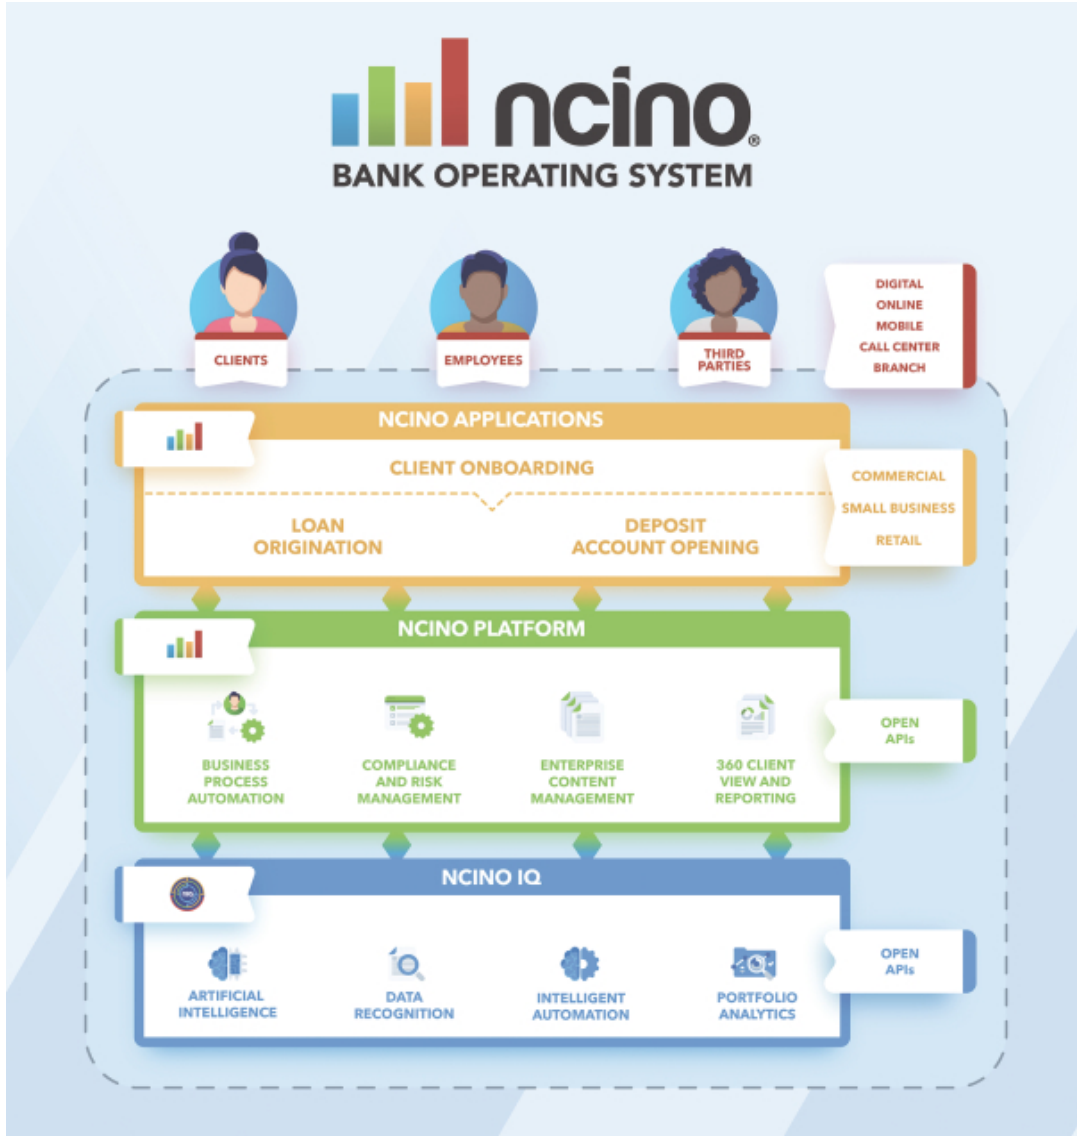 ncino®
BANK OPERATING SYSTEM
CLIENTS
EMPLOYEES
THIRD
PARTIES
DIGITAL
ONLINE
MOBILE
CALL CENTER
BRANCH
NCINO APPLICATIONS
CLIENT ONBOARDING
LOAN
ORIGINATION
DEPOSIT
ACCOUNT OPENING
COMMERCIAL
SMALL BUSINESS
RETAIL
NCINO PLATFORM
BUSINESS
PROCESS
AUTOMATION
COMPLIANCE
AND RISK
MANAGEMENT
ENTERPRISE
CONTENT
MANAGEMENT
360 CLIENT
VIEW AND
REPORTING
OPEN
APIs
NCINO IQ
ARTIFICIAL
INTELLIGENCE
DATA
RECOGNITION
INTELLIGENT
AUTOMATION
PORTFOLIO
ANALYTICS
OPEN
APIs